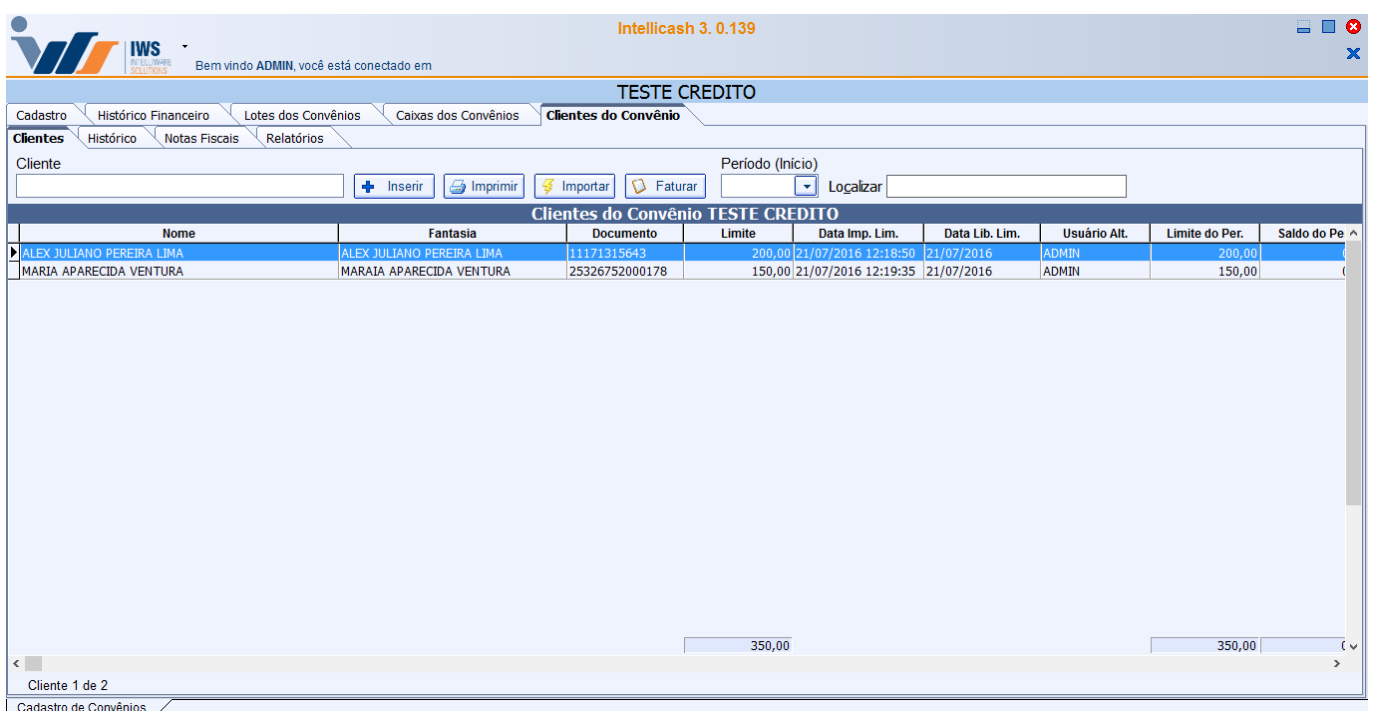 Intellicash 3. 0.139
IWS
INTELLIWARE
SOLUTIONS
Bem vindo ADMIN, você está conectado em
TESTE CREDITO
Cadastro Histórico Financeiro Lotes dos Convênios Caixas dos Convênios Clientes do Convênio
Clientes Histórico Notas Fiscais Relatórios
Cliente Período (Início)
Inserir Imprimir Importar Faturar Localizar
Clientes do Convênio TESTE CREDITO
Nome Fantasia Documento Limite Data Imp. Lim. Data Lib. Lim. Usuário Alt. Limite do Per. Saldo do Pe
ALEX JULIANO PEREIRA LIMA ALEX JULIANO PEREIRA LIMA 11171315643 200,00 21/07/2016 12:18:50 21/07/2016 ADMIN 200,00
MARIA APARECIDA VENTURA MARAIA APARECIDA VENTURA 25326752000178 150,00 21/07/2016 12:19:35 21/07/2016 ADMIN 150,00
350,00 350,00
Cliente 1 de 2
Cadastro de Convênios